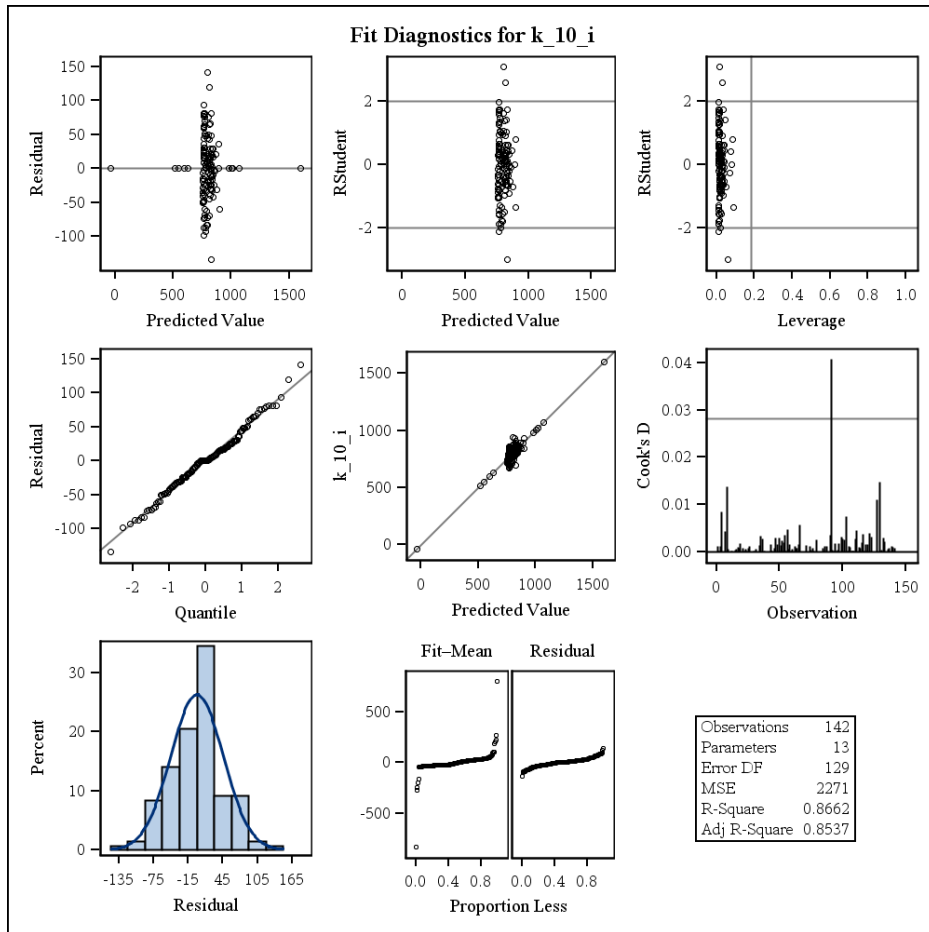 Fit Diagnostics for k_10_i
150
100
50
0
-50
-100
Residual
0 500 1000 1500
Predicted Value
2
0
-2
RStudent
0 500 1000 1500
Predicted Value
2
0
-2
RStudent
0.0 0.2 0.4 0.6 0.8 1.0
Leverage
150
100
50
0
-50
-100
Residual
-2 -1 0 1 2
Quantile
1500
1000
500
0
k_10_i
0 500 1000 1500
Predicted Value
0.04
0.03
0.02
0.01
0.00
Cook's D
0 50 100 150
Observation
30
20
10
0
Percent
-135 -75 -15 45 105 165
Residual
Fit–Mean Residual
500
0
-500
0.0 0.4 0.8 0.0 0.4 0.8
Proportion Less
Observations 142
Parameters 13
Error DF 129
MSE 2271
R-Square 0.8662
Adj R-Square 0.8537